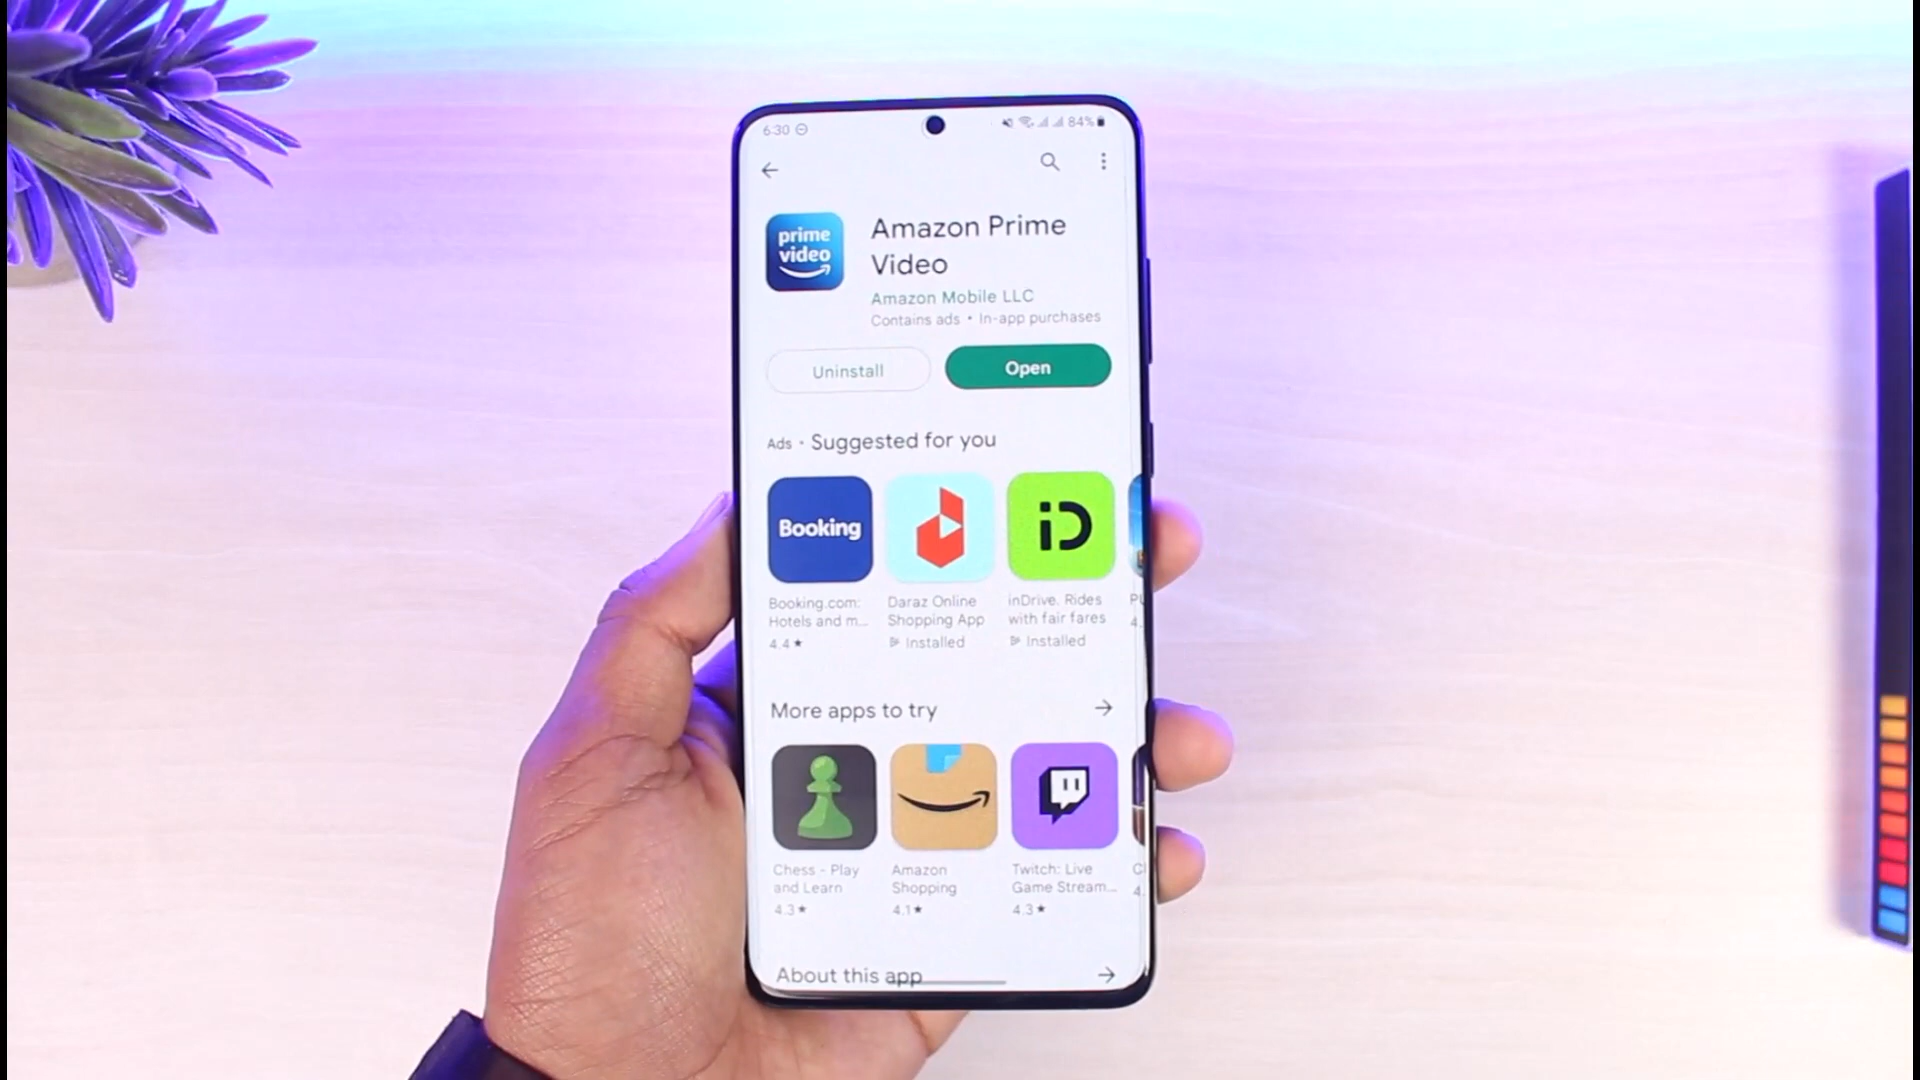 6:30
84%
prime
video
Amazon Prime
Video
Amazon Mobile LLC
Contains ads • In-app purchases
Uninstall
Open
Ads • Suggested for you
Booking
iD
Booking.com:
Hotels and m...
4.4★
Daraz Online
Shopping App
Installed
inDrive. Rides
with fair fares
Installed
4.
More apps to try
Chess - Play
and Learn
4.3★
Amazon
Shopping
4.1★
Twitch: Live
Game Stream...
4.3★
4.
About this app